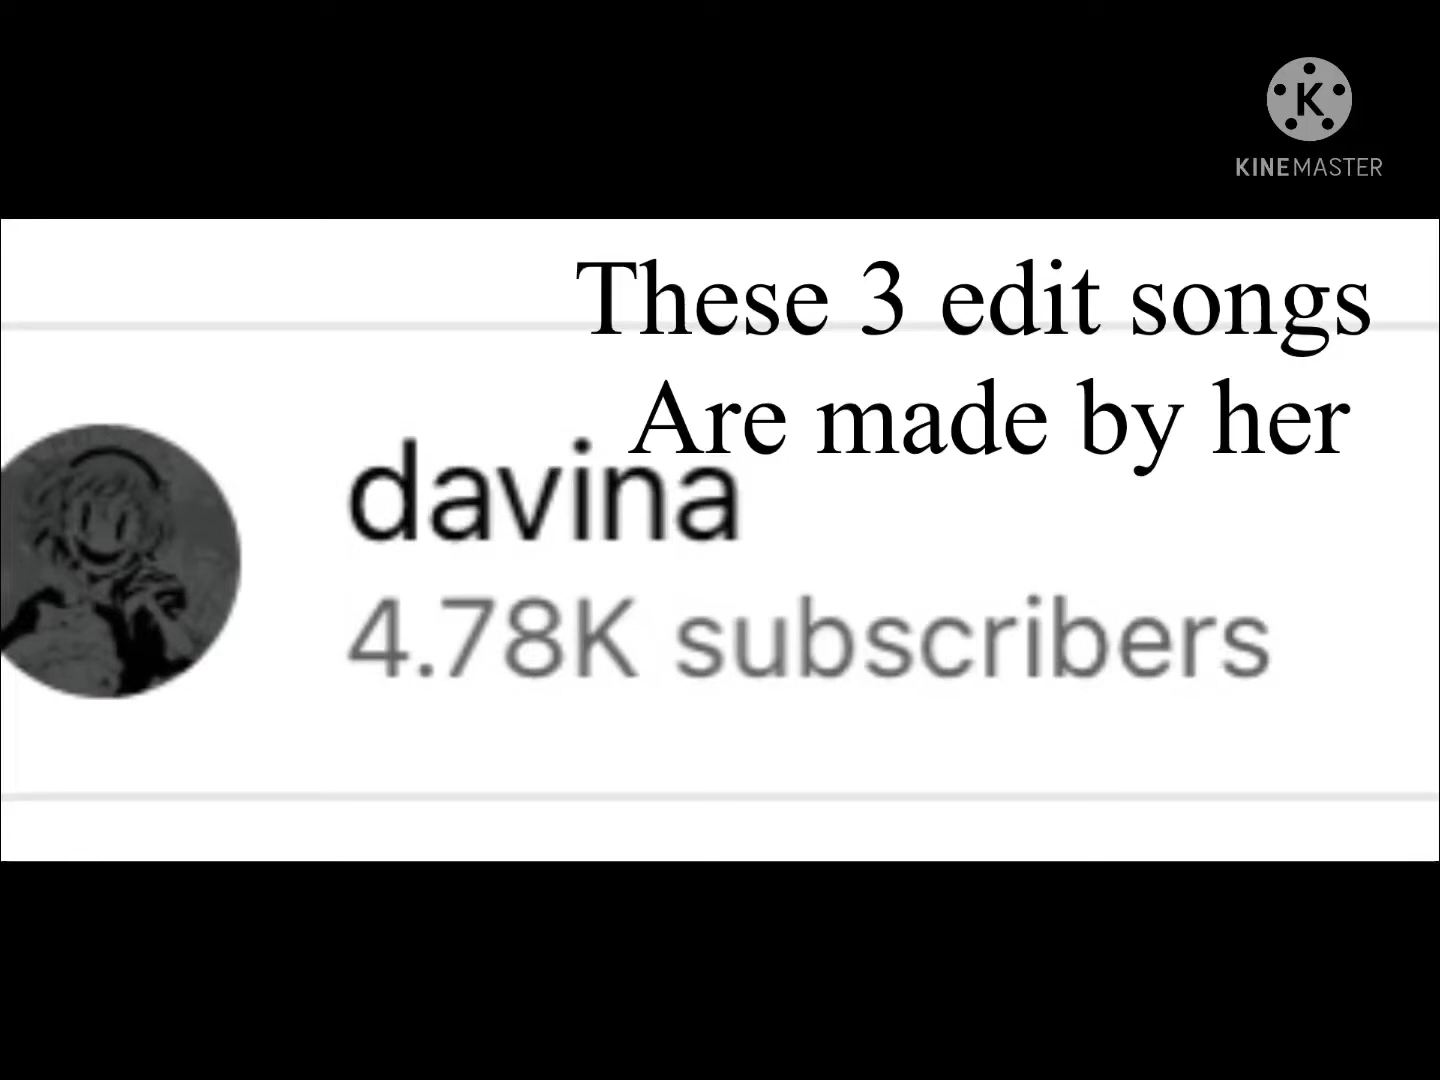 K
KINEMASTER
These 3 edit songs
Are made by her
davina
4.78K subscribers